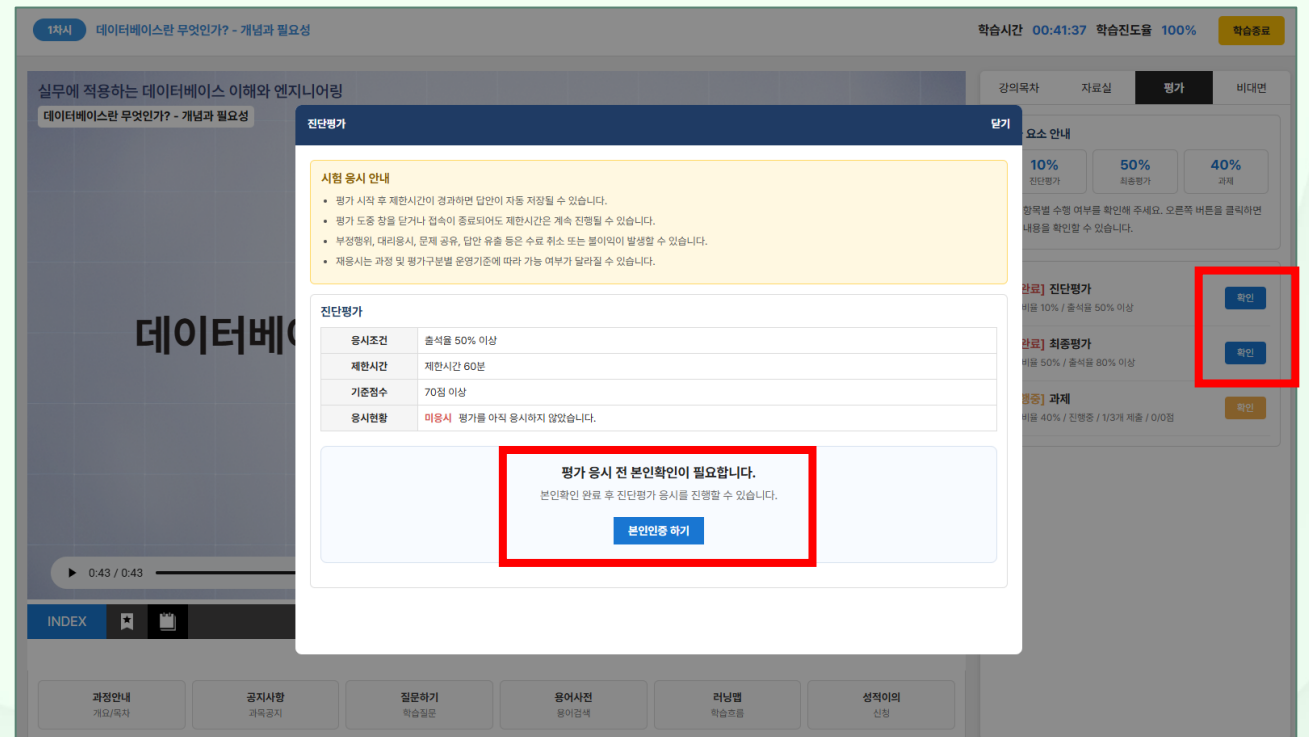 1차시 데이터베이스란 무엇인가? - 개념과 필요성
학습시간 00:41:37 학습진도율 100% 학습종료
실무에 적용하는 데이터베이스 이해와 엔지니어링
데이터베이스란 무엇인가? - 개념과 필요성
데이터베이
0:43 / 0:43
INDEX
진단평가 닫기
시험 응시 안내
• 평가 시작 후 제한시간이 경과하면 답안이 자동 저장될 수 있습니다.
• 평가 도중 창을 닫거나 접속이 종료되어도 제한시간은 계속 진행될 수 있습니다.
• 부정행위, 대리응시, 문제 공유, 답안 유출 등은 수료 취소 또는 불이익이 발생할 수 있습니다.
• 재응시는 과정 및 평가구분별 운영기준에 따라 가능 여부가 달라질 수 있습니다.
진단평가
응시조건 출석율 50% 이상
제한시간 제한시간 60분
기준점수 70점 이상
응시현황 미응시 평가를 아직 응시하지 않았습니다.
평가 응시 전 본인확인이 필요합니다.
본인확인 완료 후 진단평가 응시를 진행할 수 있습니다.
본인인증 하기
강의목차 자료실 평가 비대면
요소 안내
10% 50% 40%
진단평가 최종평가 과제
항목별 수행 여부를 확인해 주세요. 오른쪽 버튼을 클릭하면
내용을 확인할 수 있습니다.
완료] 진단평가 확인
비율 10% / 출석율 50% 이상
완료] 최종평가 확인
비율 50% / 출석율 80% 이상
행중] 과제 확인
비율 40% / 진행중 / 1/3개 제출 / 0/0점
과정안내 공지사항 질문하기 용어사전 러닝맵 성적이의
개요/목차 과목공지 학습질문 용어검색 학습흐름 신청